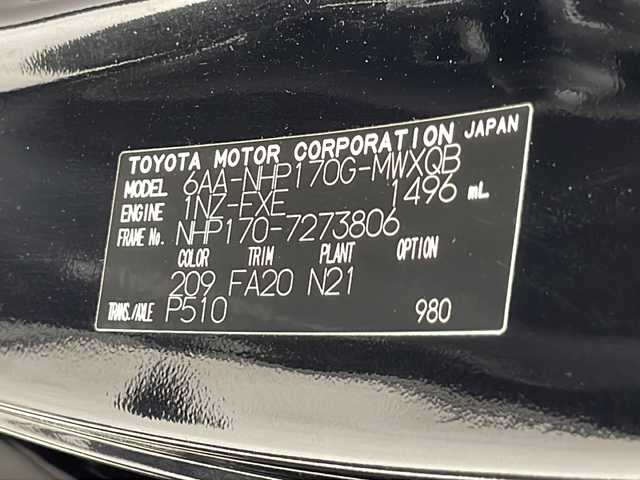 TOYOTA MOTOR CORPORATION JAPAN
MODEL 6AA-NHP170G-MWXQB
ENGINE 1NZ-FXE 1496 mL
FRAME No. NHP170-7273806
COLOR TRIM PLANT OPTION
209 FA20 N21
TRANS./AXLE P510 980